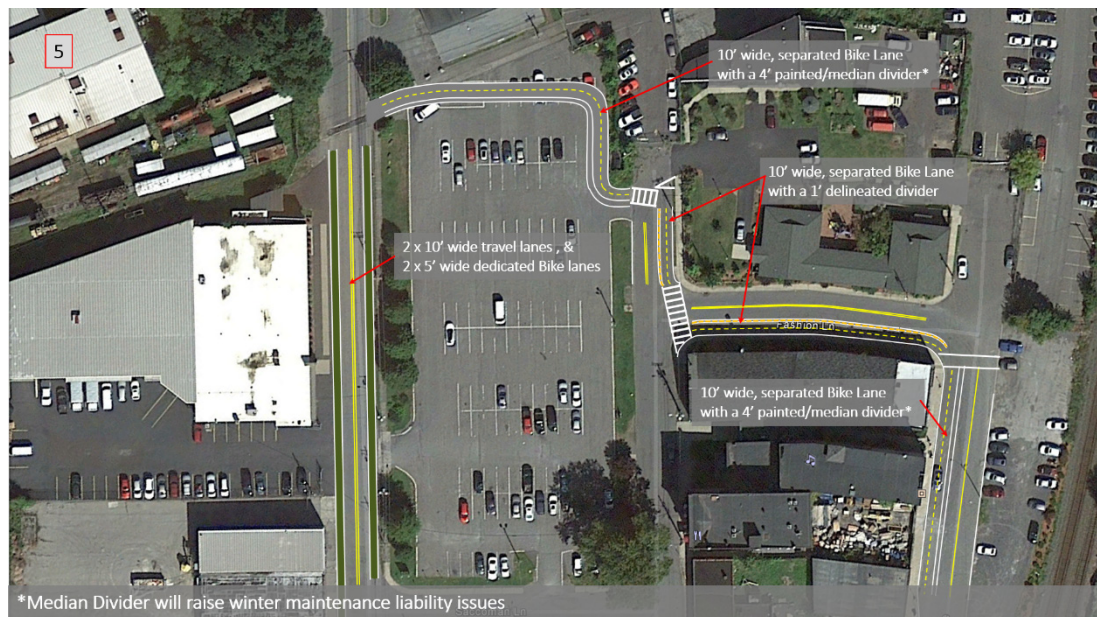 5
10' wide, separated Bike Lane
with a 4' painted/median divider*
10' wide, separated Bike Lane
with a 1' delineated divider
2 x 10' wide travel lanes , &
2 x 5' wide dedicated Bike lanes
Fashion Ln
10' wide, separated Bike Lane
with a 4' painted/median divider*
*Median Divider will raise winter maintenance liability issues